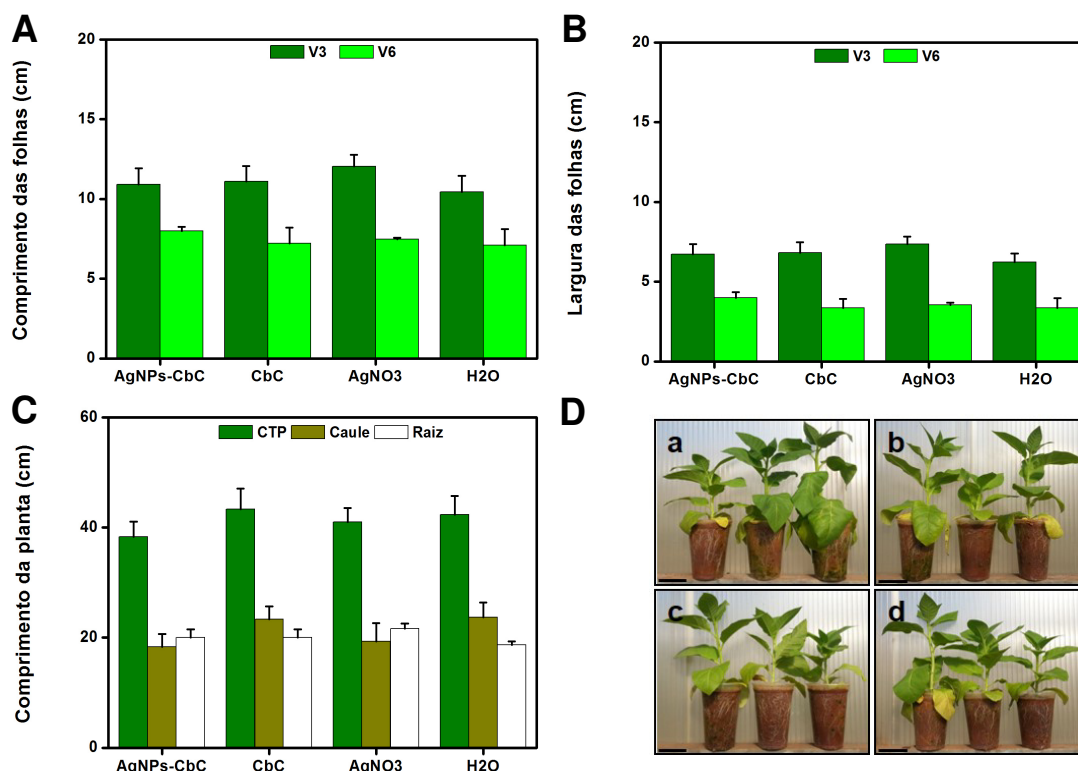 A
Comprimento das folhas (cm)
20
15
10
5
0
V3 V6
AgNPs-CbC CbC AgNO3 H2O
B
Largura das folhas (cm)
20
15
10
5
0
V3 V6
AgNPs-CbC CbC AgNO3 H2O
C
Comprimento da planta (cm)
60
40
20
0
CTP Caule Raiz
AgNPs-CbC CbC AgNO3 H2O
D
a
b
c
d